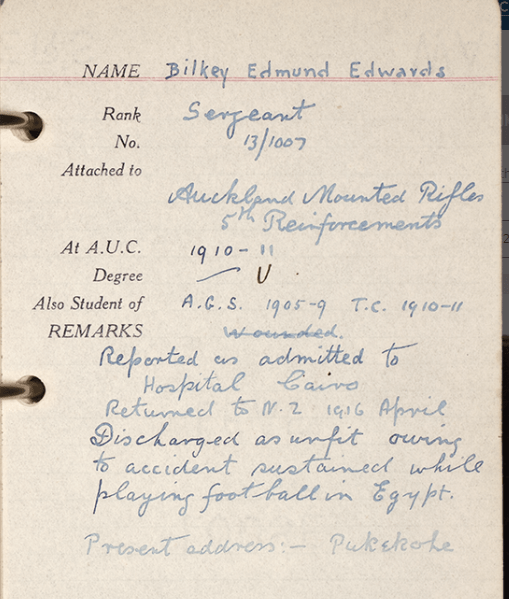 NAME Bilkey Edmund Edwards
Rank Sergeant
No. 13/1007
Attached to
Auckland Mounted Rifles
5th Reinforcements
At A.U.C. 1910-11
Degree — U
Also Student of A.G.S. 1905-9 T.C. 1910-11
REMARKS Wounded.
Reported as admitted to
Hospital Cairo
Returned to N.Z 1916 April
Discharged as unfit owing
to accident sustained while
playing football in Egypt.
Present address:- Pukekohe